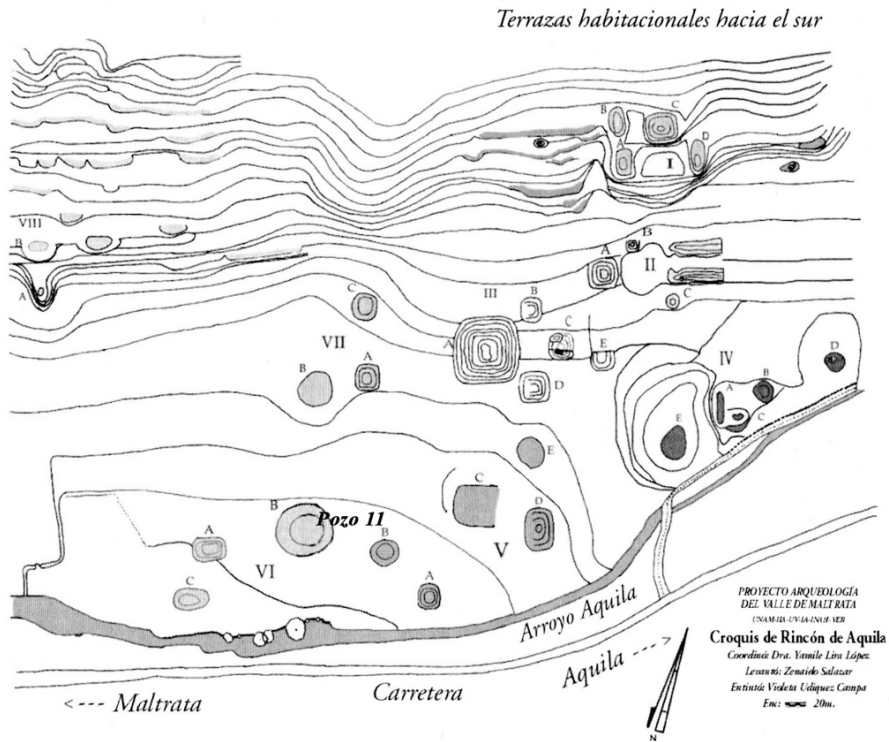 Terrazas habitacionales hacia el sur
B
C
A
I
D
VIII
B
A
B
A
II
C
C
III
B
VII
A
C
E
IV
B
A
D
A
B
D
C
E
E
C
B
Pozo 11
D
A
B
V
VI
C
A
Arroyo Aquila
Aquila --->
Carretera
<--- Maltrata
N
PROYECTO ARQUEOLOGÍA
DEL VALLE DE MALTRATA
UNAM-IIA-UV-IA-INAH-VER
Croquis de Rincón de Aquila
Coordinó: Dra. Yamile Lira López
Levantó: Zenaido Salazar
Entintó: Violeta Udiquez Campa
Esc: 20m.